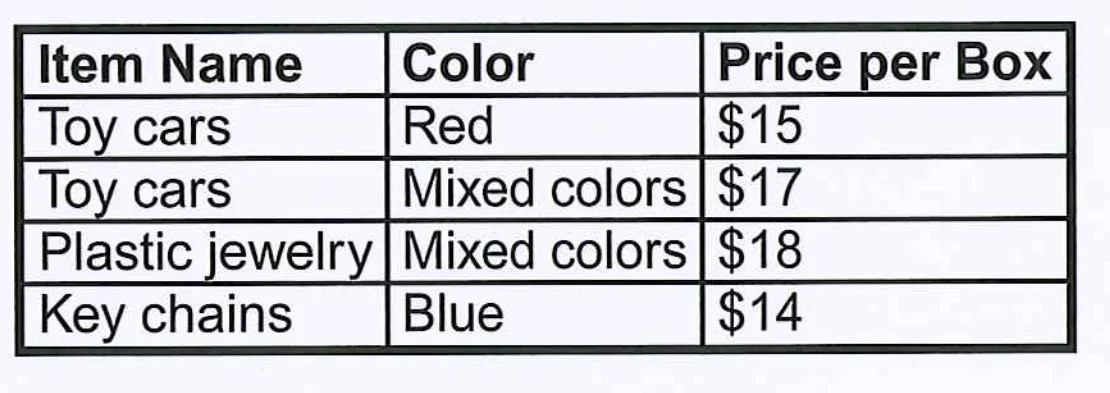 Item Name Color Price per Box
Toy cars Red $15
Toy cars Mixed colors $17
Plastic jewelry Mixed colors $18
Key chains Blue $14